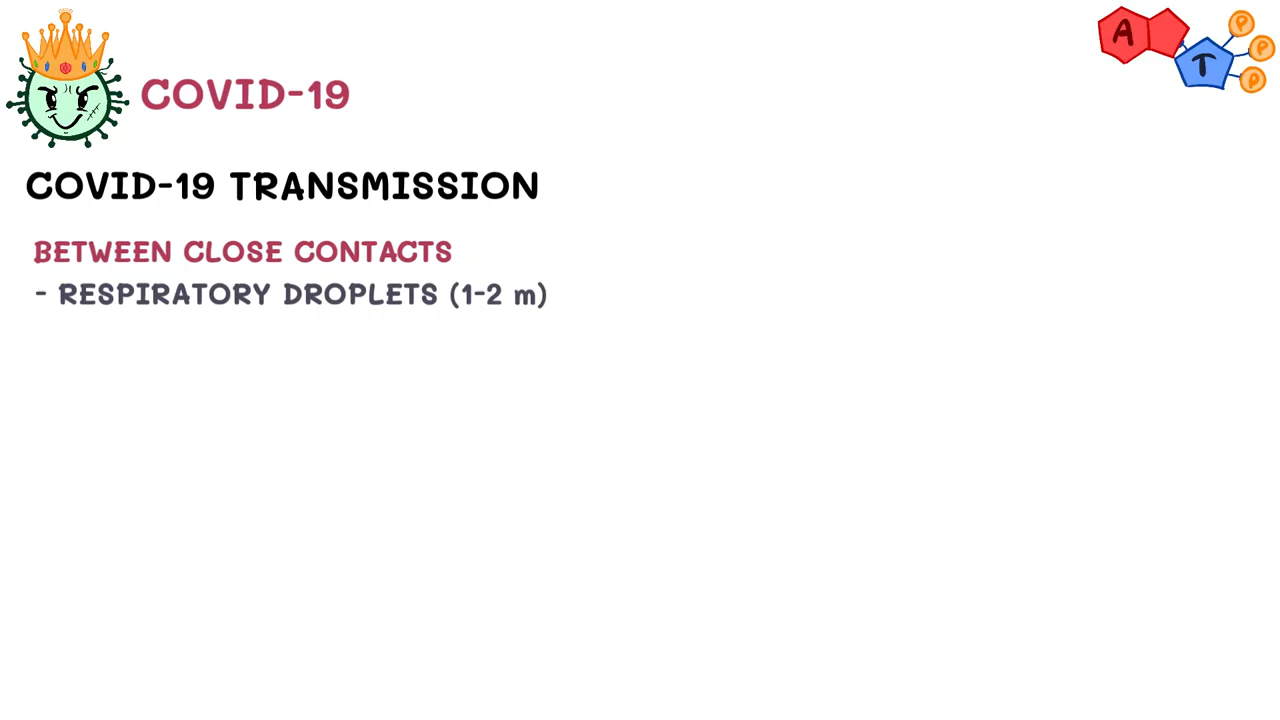 COVID-19
A T P P P
COVID-19 TRANSMISSION
BETWEEN CLOSE CONTACTS
- RESPIRATORY DROPLETS (1-2 m)